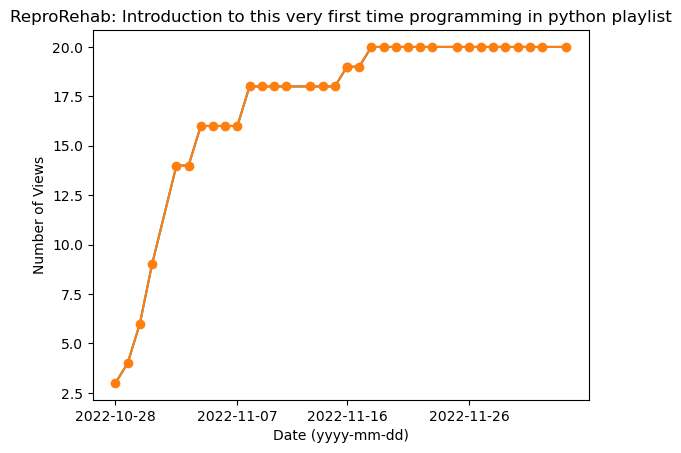 ReproRehab: Introduction to this very first time programming in python playlist
20.0
17.5
15.0
12.5
10.0
7.5
5.0
2.5
Number of Views
2022-10-28 2022-11-07 2022-11-16 2022-11-26
Date (yyyy-mm-dd)